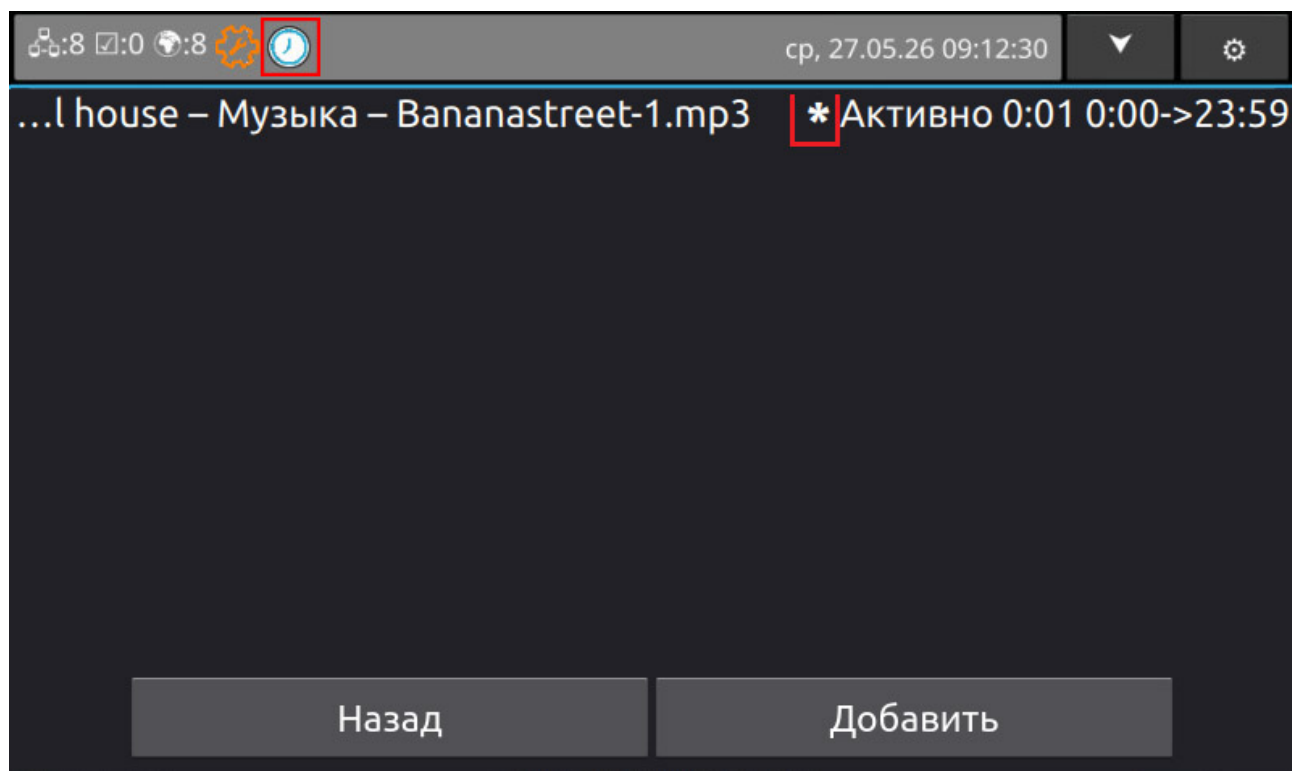 :8 ☑:0 :8 ср, 27.05.26 09:12:30
...l house – Музыка – Bananastreet-1.mp3 * Активно 0:01 0:00->23:59
Назад Добавить